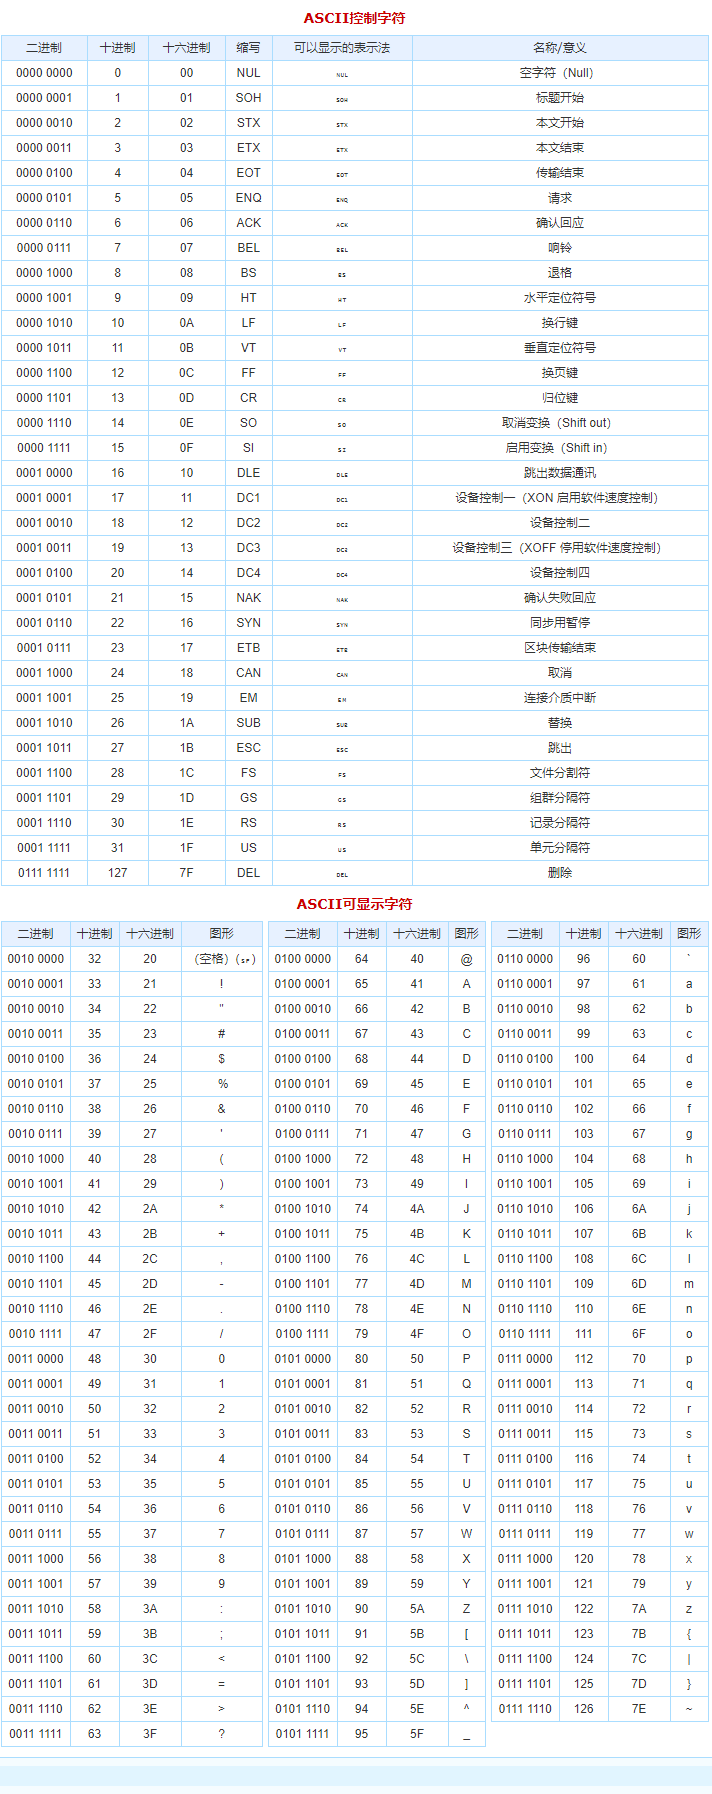 ASCII控制字符
二进制 十进制 十六进制 缩写 可以显示的表示法 名称/意义
0000 0000 0 00 NUL NUL 空字符（Null）
0000 0001 1 01 SOH SOH 标题开始
0000 0010 2 02 STX STX 本文开始
0000 0011 3 03 ETX ETX 本文结束
0000 0100 4 04 EOT EOT 传输结束
0000 0101 5 05 ENQ ENQ 请求
0000 0110 6 06 ACK ACK 确认回应
0000 0111 7 07 BEL BEL 响铃
0000 1000 8 08 BS BS 退格
0000 1001 9 09 HT HT 水平定位符号
0000 1010 10 0A LF LF 换行键
0000 1011 11 0B VT VT 垂直定位符号
0000 1100 12 0C FF FF 换页键
0000 1101 13 0D CR CR 归位键
0000 1110 14 0E SO SO 取消变换（Shift out）
0000 1111 15 0F SI SI 启用变换（Shift in）
0001 0000 16 10 DLE DLE 跳出数据通讯
0001 0001 17 11 DC1 DC1 设备控制一（XON 启用软件速度控制）
0001 0010 18 12 DC2 DC2 设备控制二
0001 0011 19 13 DC3 DC3 设备控制三（XOFF 停用软件速度控制）
0001 0100 20 14 DC4 DC4 设备控制四
0001 0101 21 15 NAK NAK 确认失败回应
0001 0110 22 16 SYN SYN 同步用暂停
0001 0111 23 17 ETB ETB 区块传输结束
0001 1000 24 18 CAN CAN 取消
0001 1001 25 19 EM EM 连接介质中断
0001 1010 26 1A SUB SUB 替换
0001 1011 27 1B ESC ESC 跳出
0001 1100 28 1C FS FS 文件分割符
0001 1101 29 1D GS GS 组群分隔符
0001 1110 30 1E RS RS 记录分隔符
0001 1111 31 1F US US 单元分隔符
0111 1111 127 7F DEL DEL 删除
ASCII可显示字符
二进制 十进制 十六进制 图形 二进制 十进制 十六进制 图形 二进制 十进制 十六进制 图形
0010 0000 32 20 （空格）（SP） 0100 0000 64 40 @ 0110 0000 96 60 `
0010 0001 33 21 ! 0100 0001 65 41 A 0110 0001 97 61 a
0010 0010 34 22 " 0100 0010 66 42 B 0110 0010 98 62 b
0010 0011 35 23 # 0100 0011 67 43 C 0110 0011 99 63 c
0010 0100 36 24 $ 0100 0100 68 44 D 0110 0100 100 64 d
0010 0101 37 25 % 0100 0101 69 45 E 0110 0101 101 65 e
0010 0110 38 26 & 0100 0110 70 46 F 0110 0110 102 66 f
0010 0111 39 27 ' 0100 0111 71 47 G 0110 0111 103 67 g
0010 1000 40 28 ( 0100 1000 72 48 H 0110 1000 104 68 h
0010 1001 41 29 ) 0100 1001 73 49 I 0110 1001 105 69 i
0010 1010 42 2A * 0100 1010 74 4A J 0110 1010 106 6A j
0010 1011 43 2B + 0100 1011 75 4B K 0110 1011 107 6B k
0010 1100 44 2C , 0100 1100 76 4C L 0110 1100 108 6C l
0010 1101 45 2D - 0100 1101 77 4D M 0110 1101 109 6D m
0010 1110 46 2E . 0100 1110 78 4E N 0110 1110 110 6E n
0010 1111 47 2F / 0100 1111 79 4F O 0110 1111 111 6F o
0011 0000 48 30 0 0101 0000 80 50 P 0111 0000 112 70 p
0011 0001 49 31 1 0101 0001 81 51 Q 0111 0001 113 71 q
0011 0010 50 32 2 0101 0010 82 52 R 0111 0010 114 72 r
0011 0011 51 33 3 0101 0011 83 53 S 0111 0011 115 73 s
0011 0100 52 34 4 0101 0100 84 54 T 0111 0100 116 74 t
0011 0101 53 35 5 0101 0101 85 55 U 0111 0101 117 75 u
0011 0110 54 36 6 0101 0110 86 56 V 0111 0110 118 76 v
0011 0111 55 37 7 0101 0111 87 57 W 0111 0111 119 77 w
0011 1000 56 38 8 0101 1000 88 58 X 0111 1000 120 78 x
0011 1001 57 39 9 0101 1001 89 59 Y 0111 1001 121 79 y
0011 1010 58 3A : 0101 1010 90 5A Z 0111 1010 122 7A z
0011 1011 59 3B ; 0101 1011 91 5B [ 0111 1011 123 7B {
0011 1100 60 3C < 0101 1100 92 5C \ 0111 1100 124 7C |
0011 1101 61 3D = 0101 1101 93 5D ] 0111 1101 125 7D }
0011 1110 62 3E > 0101 1110 94 5E ^ 0111 1110 126 7E ~
0011 1111 63 3F ? 0101 1111 95 5F _